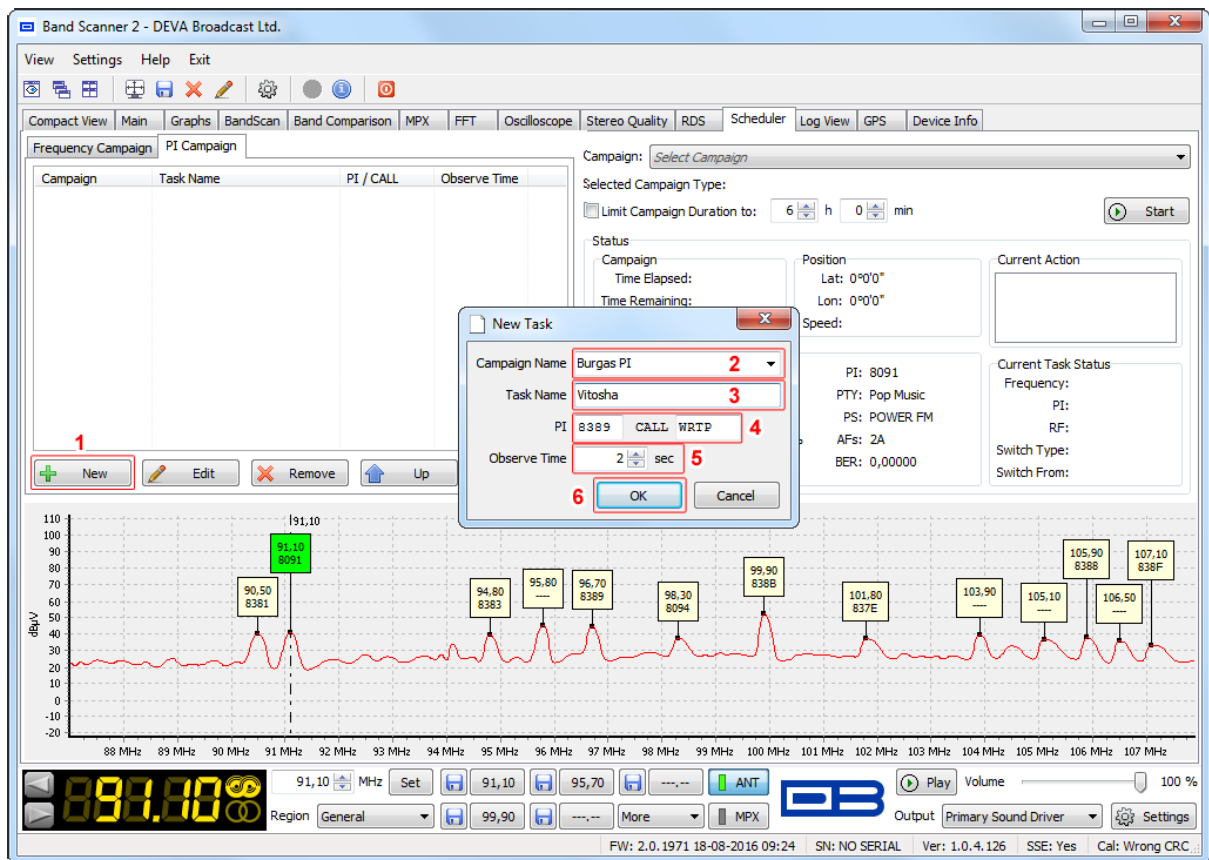 Band Scanner 2 - DEVA Broadcast Ltd.
View Settings Help Exit
Compact View Main Graphs BandScan Band Comparison MPX FFT Oscilloscope Stereo Quality RDS Scheduler Log View GPS Device Info
Frequency Campaign PI Campaign
Campaign Task Name PI / CALL Observe Time
Campaign: Select Campaign
Selected Campaign Type:
Limit Campaign Duration to: 6 h 0 min Start
Status
Campaign
Time Elapsed:
Time Remaining:
Position
Lat: 0°0'0"
Lon: 0°0'0"
Speed:
Current Action
New Task
Campaign Name Burgas PI 2
Task Name Vitosha 3
PI 8389 CALL WRTP 4
Observe Time 2 sec 5
6 OK Cancel
PI: 8091
PTY: Pop Music
PS: POWER FM
AFs: 2A
BER: 0,00000
Current Task Status
Frequency:
PI:
RF:
Switch Type:
Switch From:
1
New Edit Remove Up
110
100
90
80
70
60
50
40
30
20
10
0
-10
-20
dBµV
91,10
90,50
8381
91,10
8091
94,80
8383
95,80
----
96,70
8389
98,30
8094
99,90
838B
101,80
837E
103,90
----
105,10
----
105,90
8388
106,50
----
107,10
838F
88 MHz 89 MHz 90 MHz 91 MHz 92 MHz 93 MHz 94 MHz 95 MHz 96 MHz 97 MHz 98 MHz 99 MHz 100 MHz 101 MHz 102 MHz 103 MHz 104 MHz 105 MHz 106 MHz 107 MHz
91.10
91,10 MHz Set 91,10 95,70 ---,-- ANT
Region General 99,90 ---,-- More MPX
Play Volume 100 %
Output Primary Sound Driver Settings
FW: 2.0.1971 18-08-2016 09:24 SN: NO SERIAL Ver: 1.0.4.126 SSE: Yes Cal: Wrong CRC